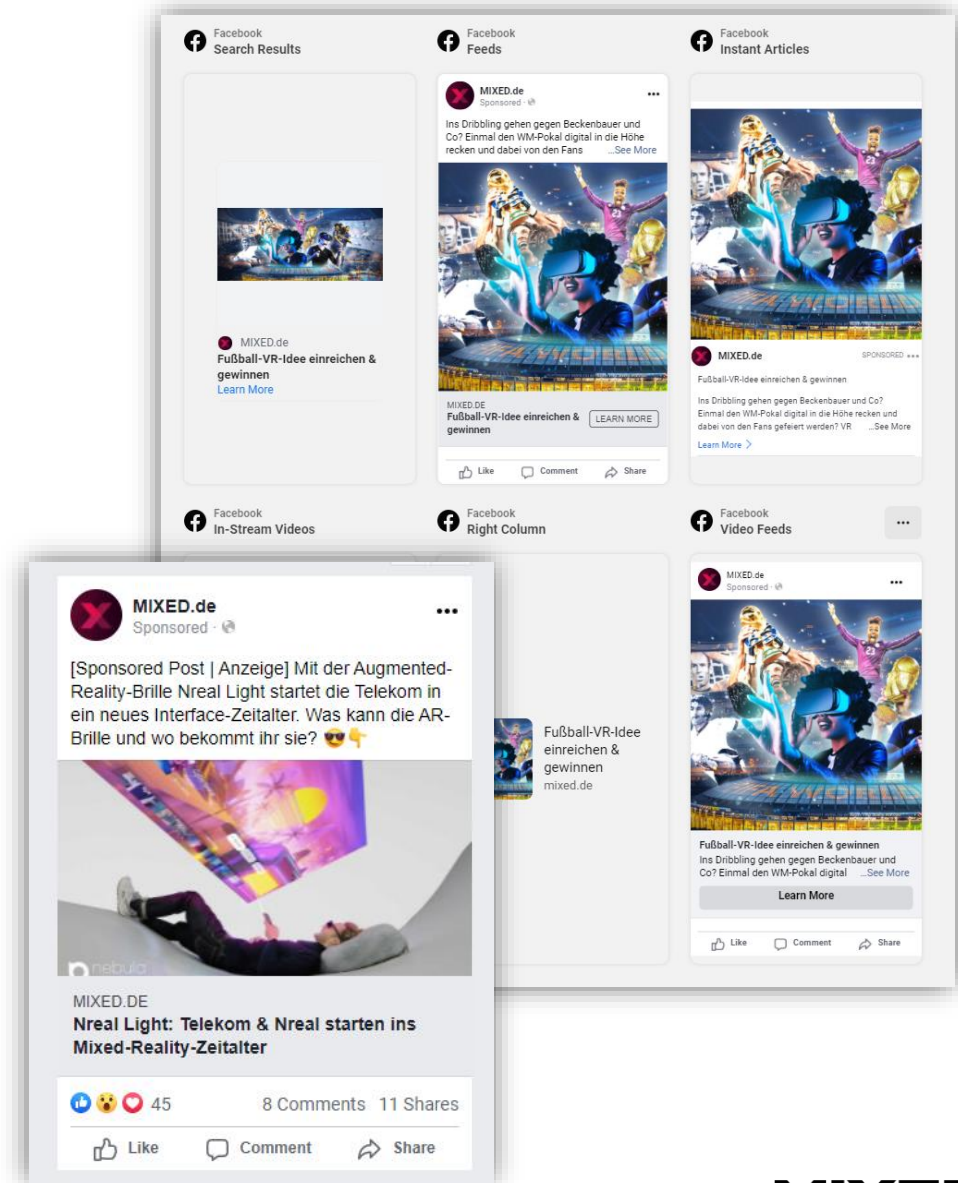 Facebook
Search Results
Facebook
Feeds
Facebook
Instant Articles
MIXED.de
Fußball-VR-Idee einreichen &
gewinnen
Learn More
MIXED.de
Sponsored ·
Ins Dribbling gehen gegen Beckenbauer und
Co? Einmal den WM-Pokal digital in die Höhe
recken und dabei von den Fans ...See More
23
MIXED.DE
Fußball-VR-Idee einreichen &
gewinnen
LEARN MORE
Like Comment Share
23
MIXED.de
SPONSORED
Fußball-VR-Idee einreichen & gewinnen
Ins Dribbling gehen gegen Beckenbauer und Co?
Einmal den WM-Pokal digital in die Höhe recken und
dabei von den Fans gefeiert werden? VR ...See More
Learn More
Facebook
In-Stream Videos
Facebook
Right Column
Facebook
Video Feeds
Fußball-VR-Idee
einreichen &
gewinnen
mixed.de
MIXED.de
Sponsored ·
23
Fußball-VR-Idee einreichen & gewinnen
Ins Dribbling gehen gegen Beckenbauer und
Co? Einmal den WM-Pokal digital ...See More
Learn More
Like Comment Share
MIXED.de
Sponsored ·
[Sponsored Post | Anzeige] Mit der Augmented-
Reality-Brille Nreal Light startet die Telekom in
ein neues Interface-Zeitalter. Was kann die AR-
Brille und wo bekommt ihr sie? 😎👇
nebula
MIXED.DE
Nreal Light: Telekom & Nreal starten ins
Mixed-Reality-Zeitalter
45 8 Comments 11 Shares
Like Comment Share